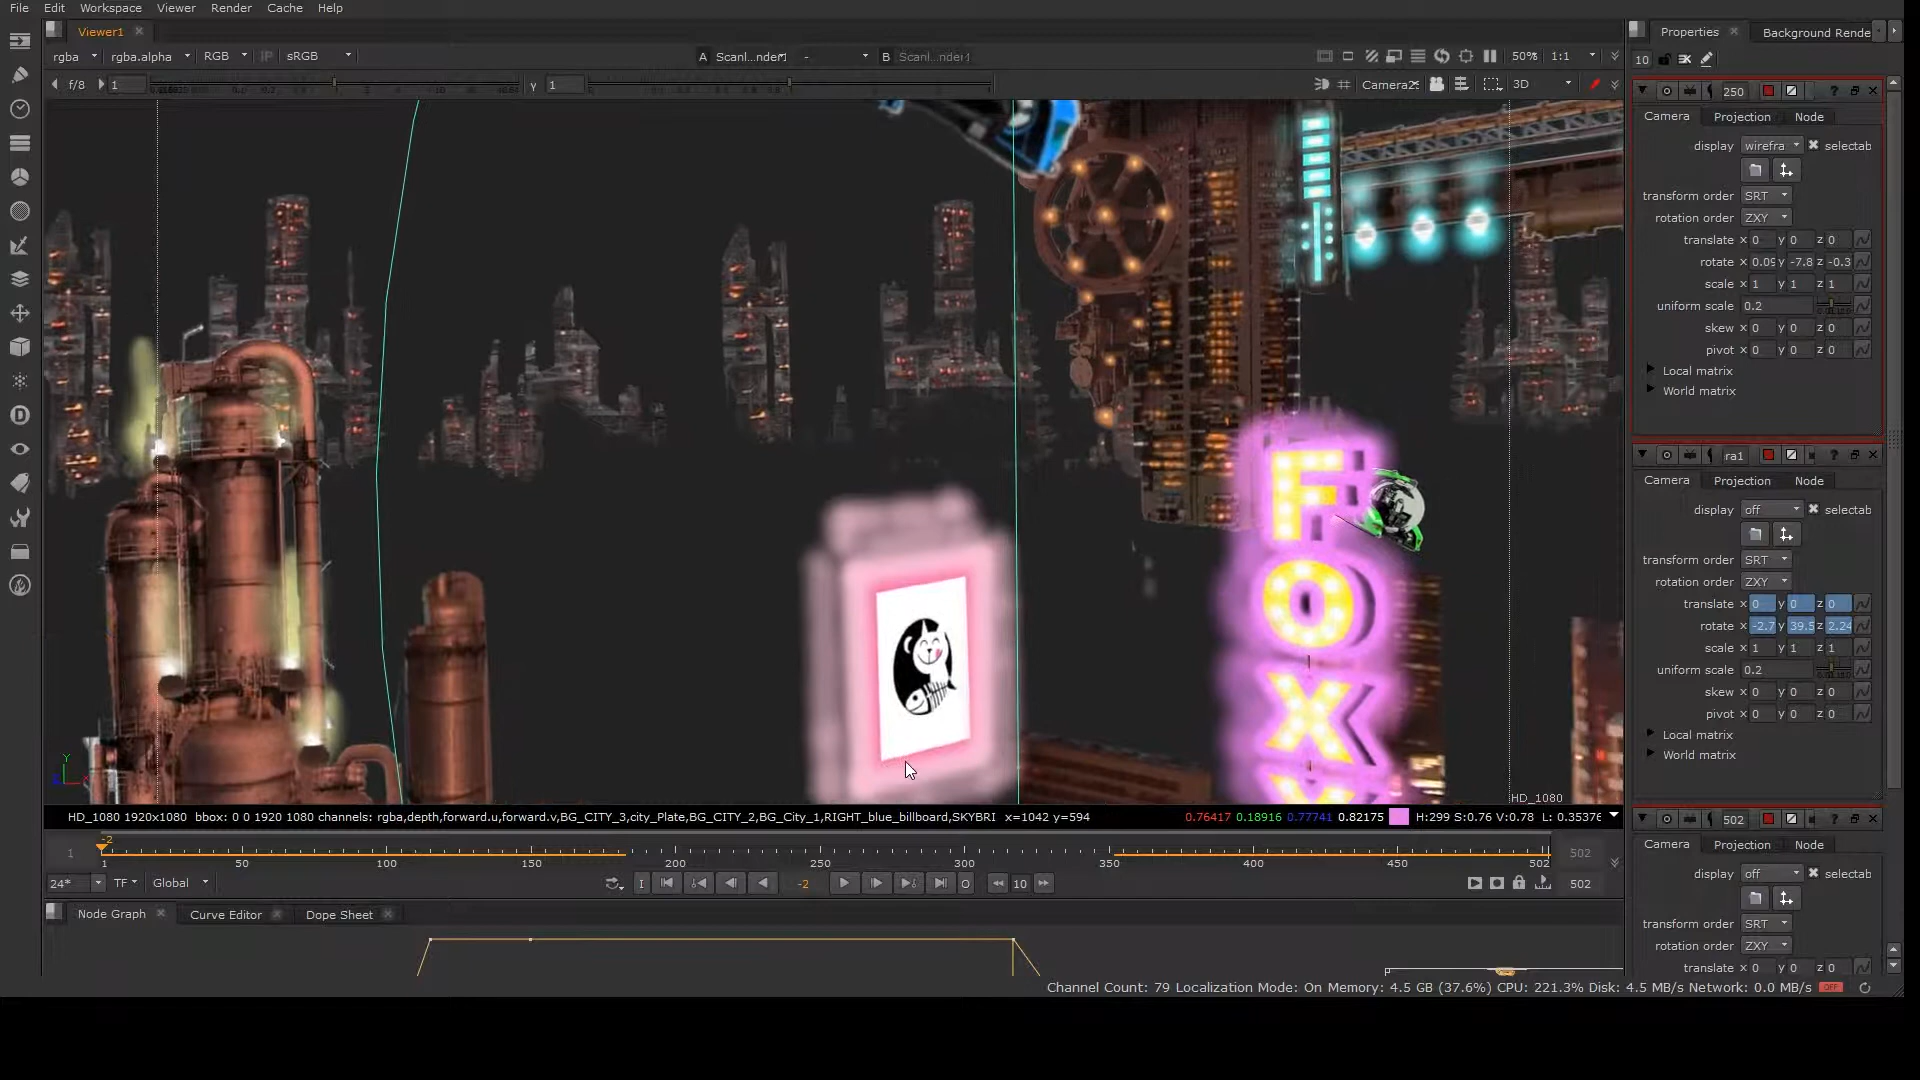 File Edit Workspace Viewer Render Cache Help
Viewer1
Properties Background Rende
rgba rgba.alpha RGB IP sRGB A Scanl...nder1 - B Scanl...nder1 50% 1:1
10
f/8 1 γ 1 Camera2 3D
250
Camera Projection Node
display wirefra selectab
transform order SRT
rotation order ZXY
translate x 0 y 0 z 0
rotate x 0.09 y -7.8 z -0.3
scale x 1 y 1 z 1
uniform scale 0.2
skew x 0 y 0 z 0
pivot x 0 y 0 z 0
Local matrix
World matrix
ra1
Camera Projection Node
display off selectab
transform order SRT
rotation order ZXY
translate x 0 y 0 z 0
rotate x -2.7 y 39.5 z 2.24
scale x 1 y 1 z 1
uniform scale 0.2
skew x 0 y 0 z 0
pivot x 0 y 0 z 0
Local matrix
World matrix
502
Camera Projection Node
display off selectab
transform order SRT
rotation order ZXY
translate x 0 y 0 z 0
F
O
X
Y
HD_1080
HD_1080 1920x1080 bbox: 0 0 1920 1080 channels: rgba,depth,forward.u,forward.v,BG_CITY_3,city_Plate,BG_CITY_2,BG_City_1,RIGHT_blue_billboard,SKYBRI x=1042 y=594 0.76417 0.18916 0.77741 0.82175 H:299 S:0.76 V:0.78 L: 0.35376
-2
1 1 50 100 150 200 250 300 350 400 450 502 502
24* TF Global I -2 O 10 502
Node Graph Curve Editor Dope Sheet
Channel Count: 79 Localization Mode: On Memory: 4.5 GB (37.6%) CPU: 221.3% Disk: 4.5 MB/s Network: 0.0 MB/s OFF